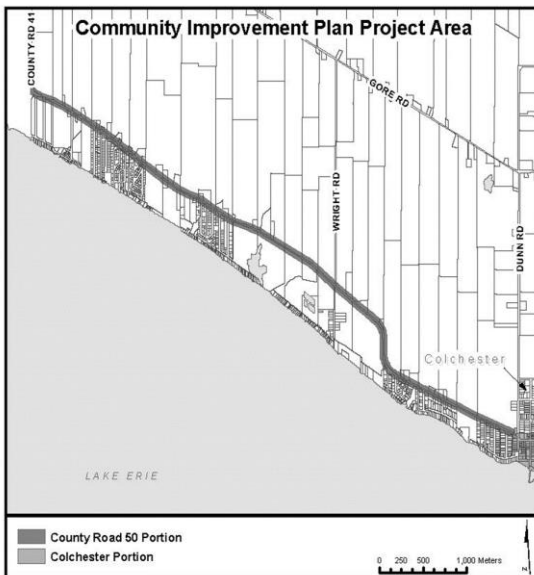 Community Improvement Plan Project Area
COUNTY RD 41
GORE RD
WRIGHT RD
DUNN RD
Colchester
LAKE ERIE
County Road 50 Portion
Colchester Portion
0 250 500 1,000 Meters
N